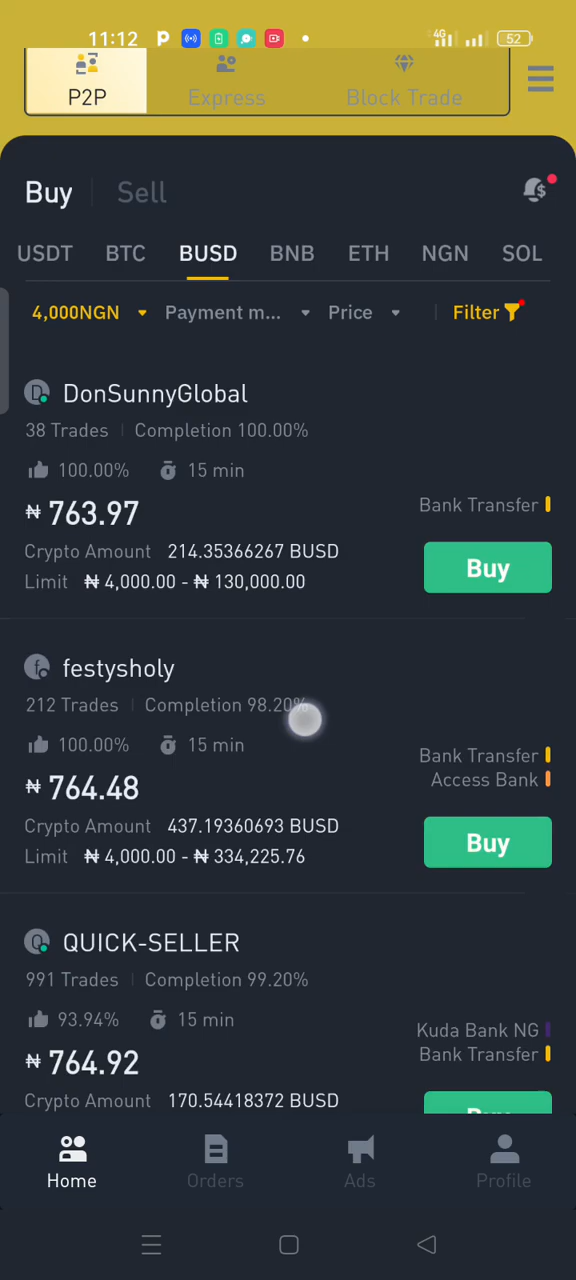 11:12 P 4G 52
P2P Express Block Trade
Buy Sell
USDT BTC BUSD BNB ETH NGN SOL
4,000NGN Payment m... Price Filter
DonSunnyGlobal
38 Trades Completion 100.00%
100.00% 15 min
₦ 763.97 Bank Transfer
Crypto Amount 214.35366267 BUSD
Limit ₦ 4,000.00 - ₦ 130,000.00
Buy
festysholy
212 Trades Completion 98.20%
100.00% 15 min
₦ 764.48 Bank Transfer
Access Bank
Crypto Amount 437.19360693 BUSD
Limit ₦ 4,000.00 - ₦ 334,225.76
Buy
QUICK-SELLER
991 Trades Completion 99.20%
93.94% 15 min
Kuda Bank NG
₦ 764.92 Bank Transfer
Crypto Amount 170.54418372 BUSD
Buy
Home Orders Ads Profile